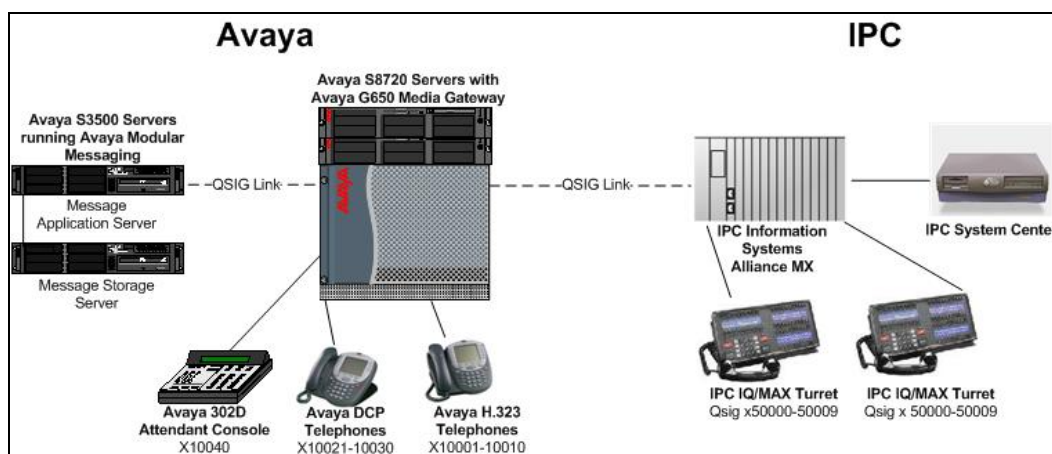 Avaya
IPC
Avaya S8720 Servers with
Avaya G650 Media Gateway
Avaya S3500 Servers
running Avaya Modular
Messaging
QSIG Link
QSIG Link
Message
Application Server
Message Storage
Server
AVAYA
IPC Information
Systems
Alliance MX
IPC System Center
Avaya 302D
Attendant Console
X10040
Avaya DCP
Telephones
X10021-10030
Avaya H.323
Telephones
X10001-10010
IPC IQ/MAX Turret
Qsig x50000-50009
IPC IQ/MAX Turret
Qsig x 50000-50009